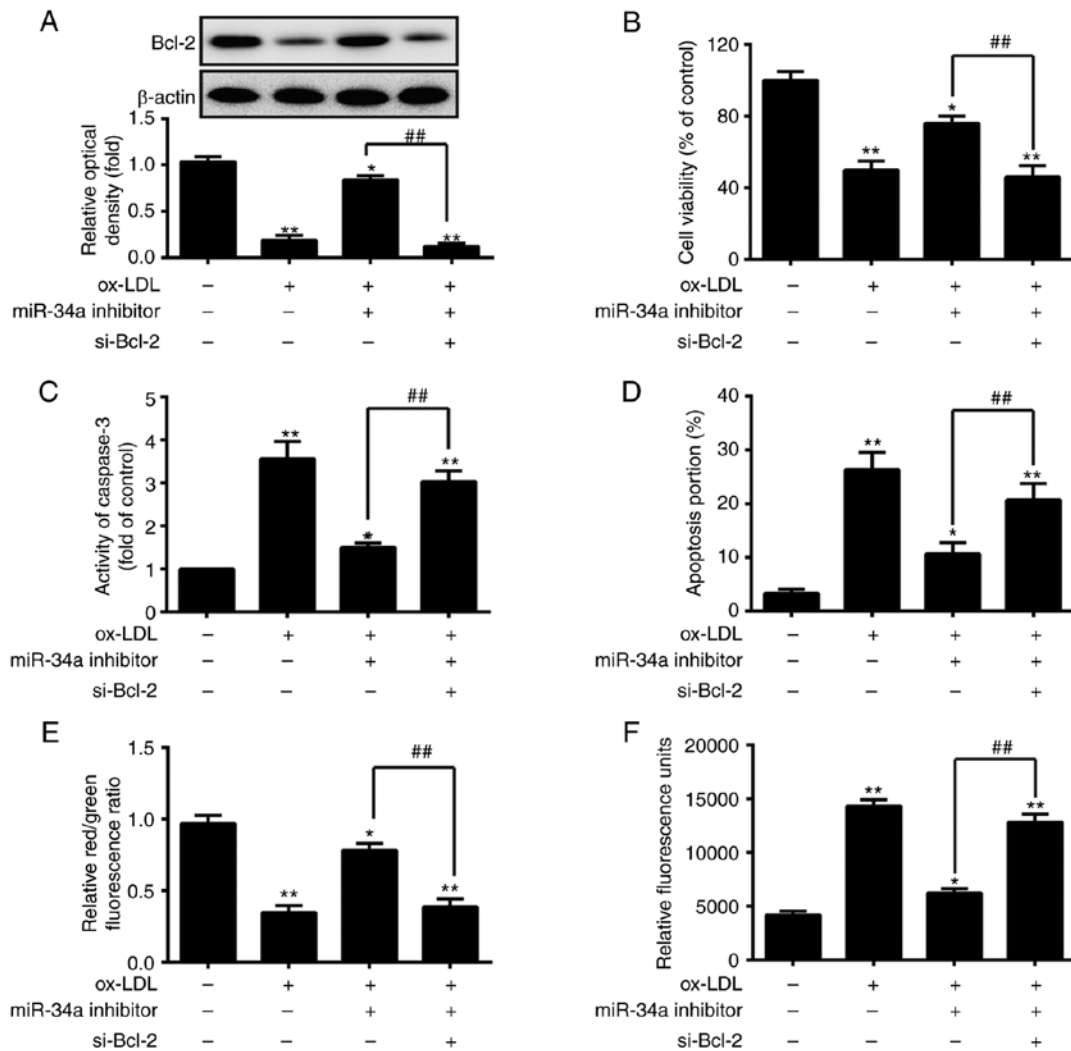 A
Bcl-2
β-actin
Relative optical
density (fold)
1.5
1.0
0.5
0.0
##
** * **
ox-LDL − + + +
miR-34a inhibitor − − + +
si-Bcl-2 − − − +
B
Cell viability (% of control)
120
80
40
0
##
** * **
ox-LDL − + + +
miR-34a inhibitor − − + +
si-Bcl-2 − − − +
C
Activity of caspase-3
(fold of control)
5
4
3
2
1
0
##
** * **
ox-LDL − + + +
miR-34a inhibitor − − + +
si-Bcl-2 − − − +
D
Apoptosis portion (%)
40
30
20
10
0
##
** * **
ox-LDL − + + +
miR-34a inhibitor − − + +
si-Bcl-2 − − − +
E
Relative red/green
fluorescence ratio
1.5
1.0
0.5
0.0
##
** * **
ox-LDL − + + +
miR-34a inhibitor − − + +
si-Bcl-2 − − − +
F
Relative fluorescence units
20000
15000
10000
5000
0
##
** * **
ox-LDL − + + +
miR-34a inhibitor − − + +
si-Bcl-2 − − − +